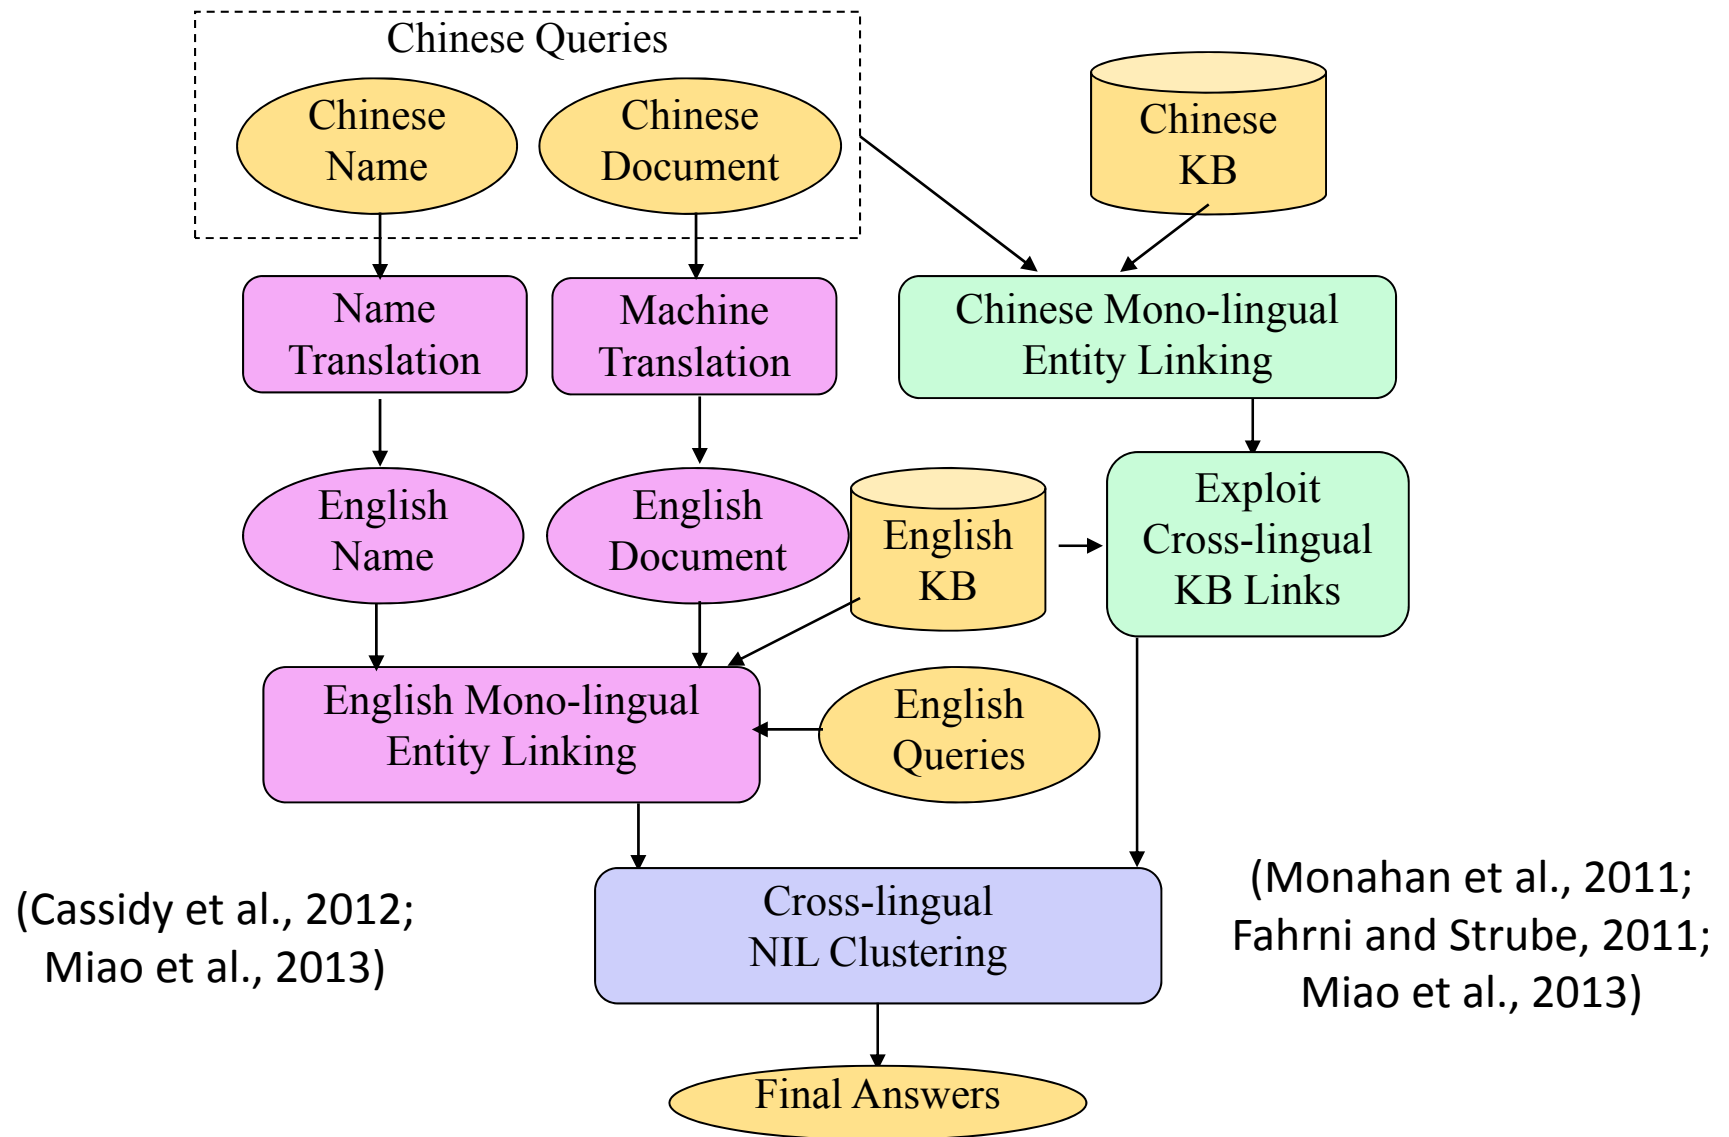 Chinese Queries
Chinese
Name
Chinese
Document
Chinese
KB
Name
Translation
Machine
Translation
Chinese Mono-lingual
Entity Linking
English
Name
English
Document
English
KB
Exploit
Cross-lingual
KB Links
English Mono-lingual
Entity Linking
English
Queries
(Cassidy et al., 2012;
Miao et al., 2013)
Cross-lingual
NIL Clustering
(Monahan et al., 2011;
Fahrni and Strube, 2011;
Miao et al., 2013)
Final Answers